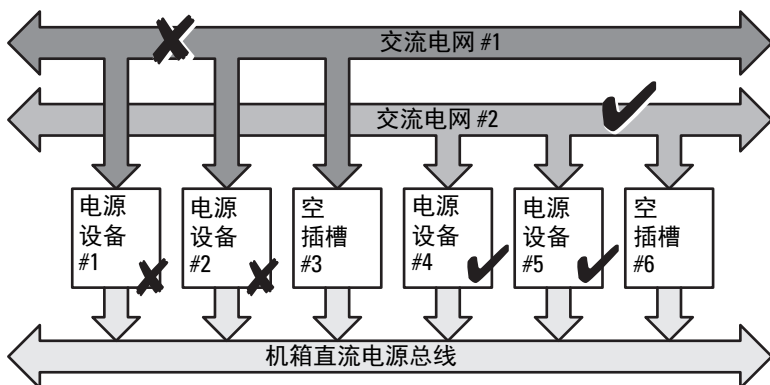 交流电网 #1
交流电网 #2
电源
设备
#1
电源
设备
#2
空
插槽
#3
电源
设备
#4
电源
设备
#5
空
插槽
#6
机箱直流电源总线